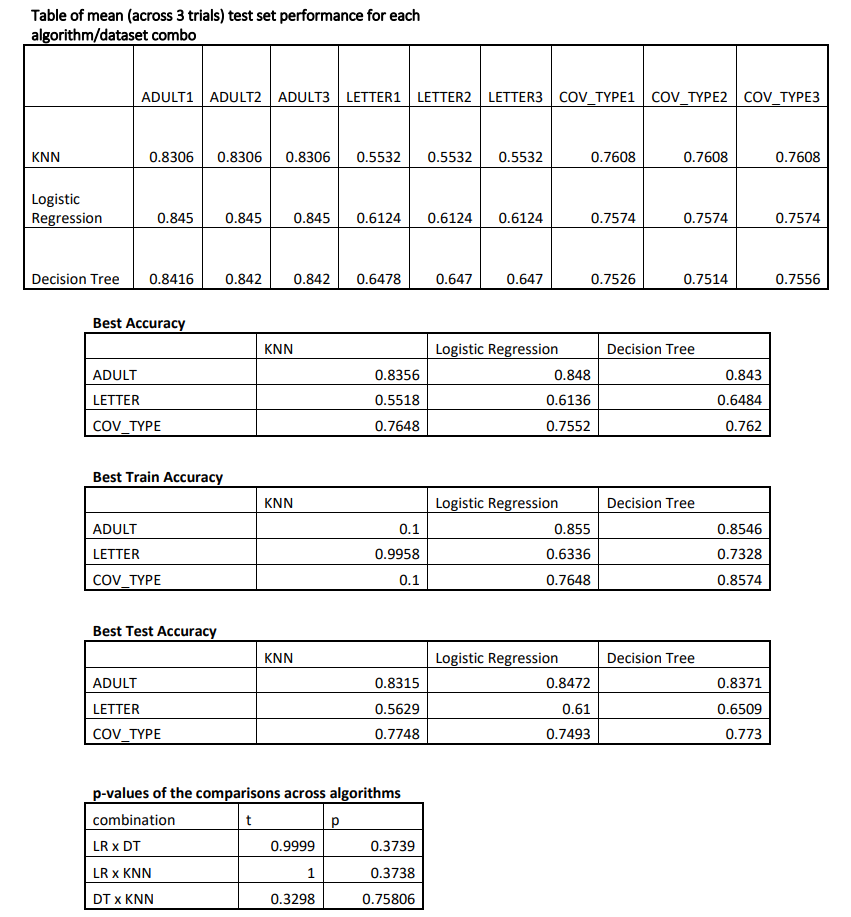 Table of mean (across 3 trials) test set performance for each
algorithm/dataset combo
ADULT1 ADULT2 ADULT3 LETTER1 LETTER2 LETTER3 COV_TYPE1 COV_TYPE2 COV_TYPE3
KNN 0.8306 0.8306 0.8306 0.5532 0.5532 0.5532 0.7608 0.7608 0.7608
Logistic
Regression 0.845 0.845 0.845 0.6124 0.6124 0.6124 0.7574 0.7574 0.7574
Decision Tree 0.8416 0.842 0.842 0.6478 0.647 0.647 0.7526 0.7514 0.7556
Best Accuracy
KNN Logistic Regression Decision Tree
ADULT 0.8356 0.848 0.843
LETTER 0.5518 0.6136 0.6484
COV_TYPE 0.7648 0.7552 0.762
Best Train Accuracy
KNN Logistic Regression Decision Tree
ADULT 0.1 0.855 0.8546
LETTER 0.9958 0.6336 0.7328
COV_TYPE 0.1 0.7648 0.8574
Best Test Accuracy
KNN Logistic Regression Decision Tree
ADULT 0.8315 0.8472 0.8371
LETTER 0.5629 0.61 0.6509
COV_TYPE 0.7748 0.7493 0.773
p-values of the comparisons across algorithms
combination t p
LR x DT 0.9999 0.3739
LR x KNN 1 0.3738
DT x KNN 0.3298 0.75806